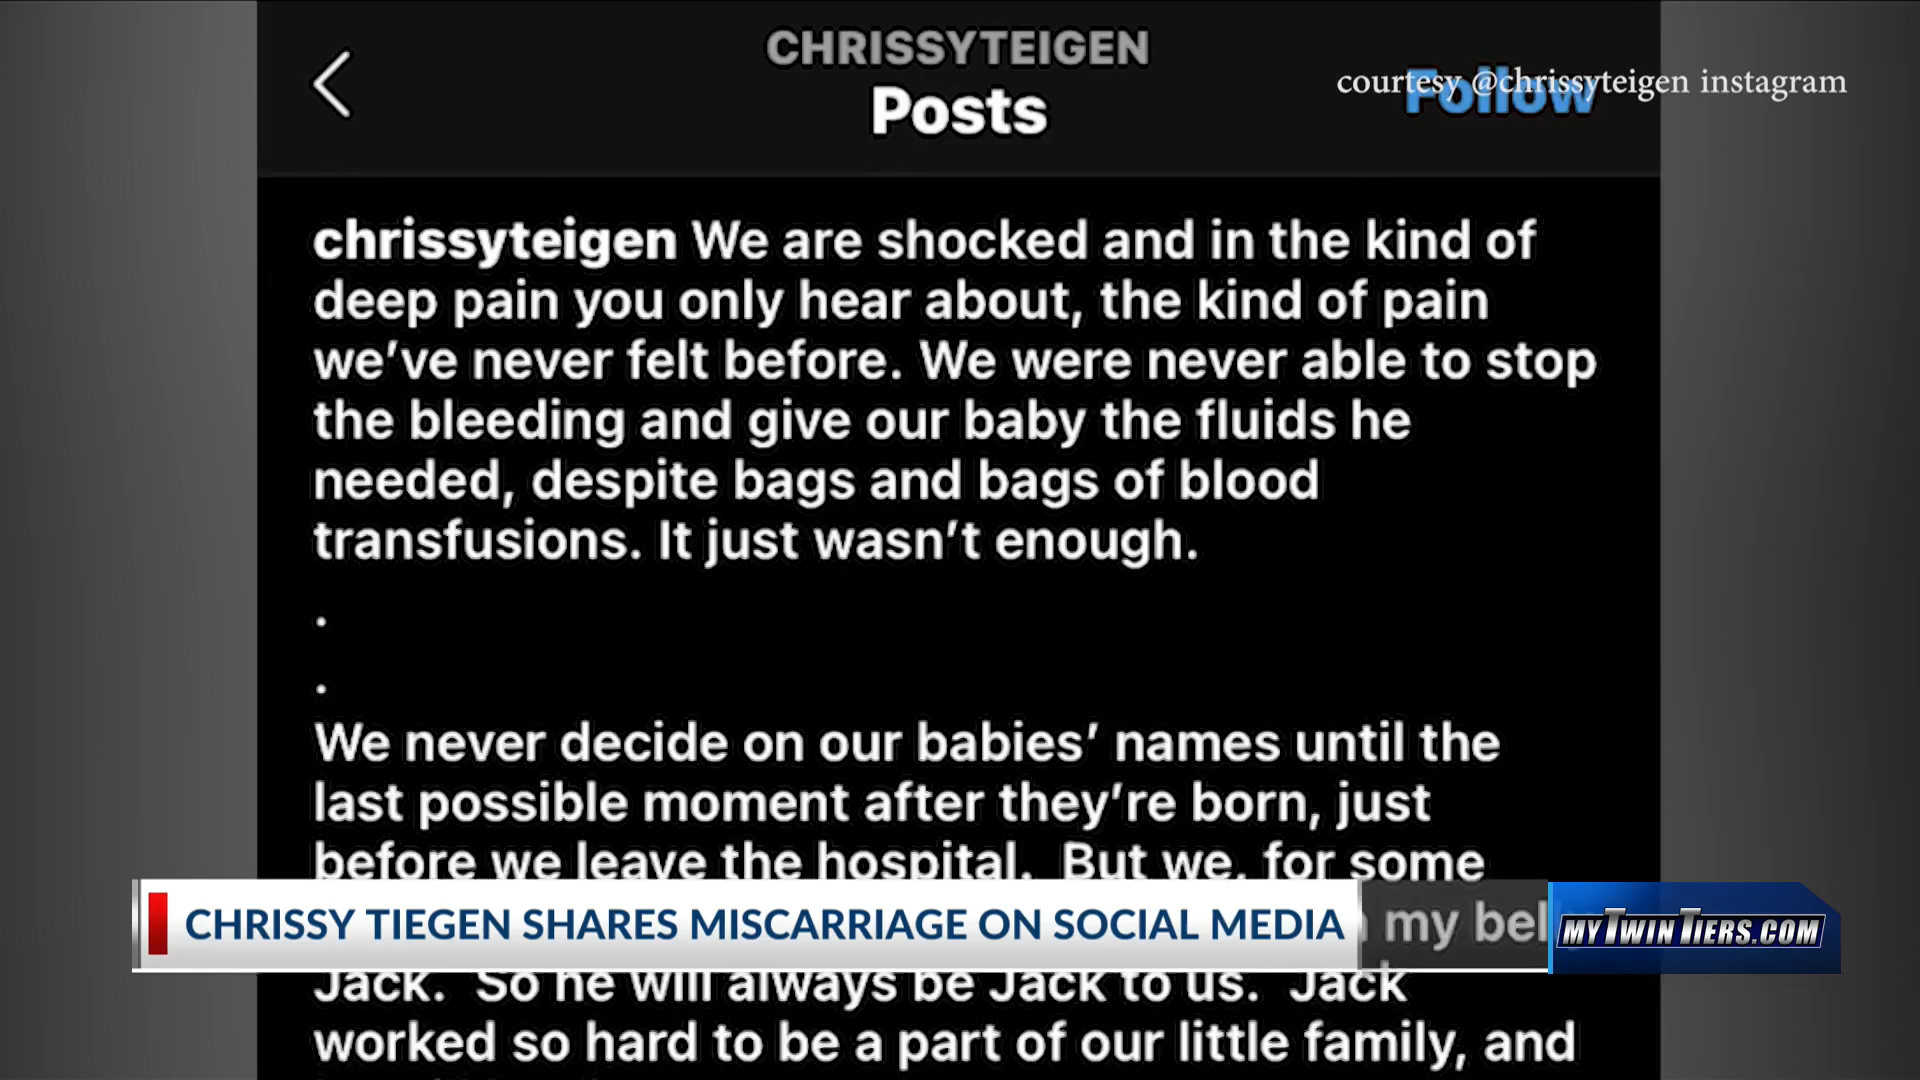 CHRISSYTEIGEN
Posts
Follow
courtesy @chrissyteigen instagram
chrissyteigen We are shocked and in the kind of
deep pain you only hear about, the kind of pain
we’ve never felt before. We were never able to stop
the bleeding and give our baby the fluids he
needed, despite bags and bags of blood
transfusions. It just wasn’t enough.
.
.
We never decide on our babies’ names until the
last possible moment after they’re born, just
before we leave the hospital. But we, for some
my
CHRISSY TIEGEN SHARES MISCARRIAGE ON SOCIAL MEDIA
MYTWINTIERS.COM
Jack. So he will always be Jack to us. Jack
worked so hard to be a part of our little family, and